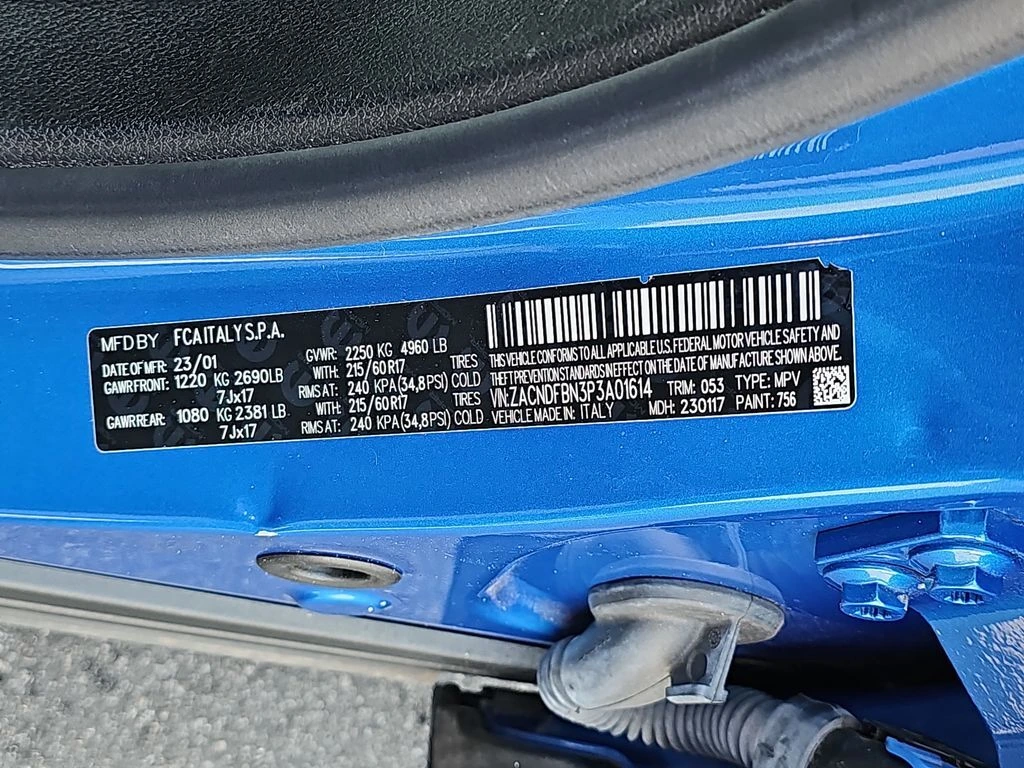 MFD BY FCA ITALY S.P.A.
DATE OF MFR: 23/01 GVWR: 2250 KG 4960 LB
GAWR FRONT: 1220 KG 2690LB WITH: 215/60 R17 TIRES
7Jx17 RIMS AT: 240 KPA (34,8PSI) COLD
GAWR REAR: 1080 KG 2381 LB WITH: 215/60 R17 TIRES
7Jx17 RIMS AT: 240 KPA (34,8 PSI) COLD
THIS VEHICLE CONFORMS TO ALL APPLICABLE U.S. FEDERAL MOTOR VEHICLE SAFETY AND
THEFT PREVENTION STANDARDS IN EFFECT ON THE DATE OF MANUFACTURE SHOWN ABOVE.
VIN: ZACNDFBN3P3A01614 TRIM: 053 TYPE: MPV
VEHICLE MADE IN: ITALY MDH: 230117 PAINT: 756